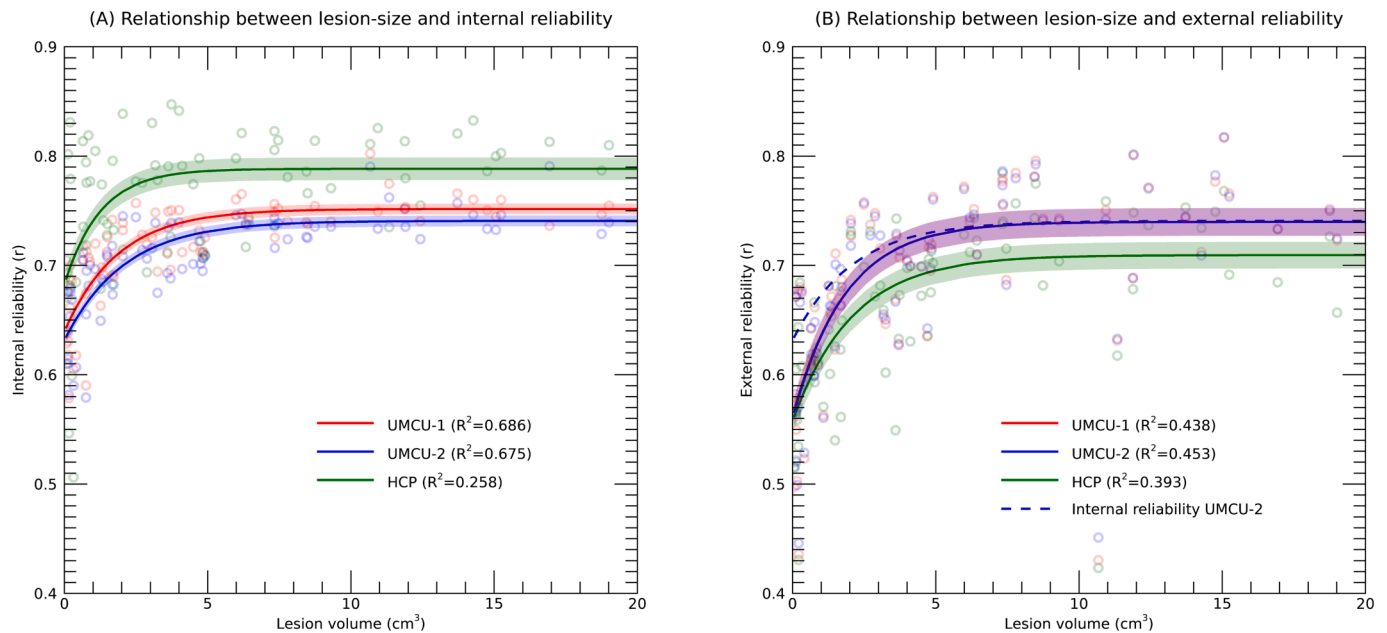 (A) Relationship between lesion-size and internal reliability
0.9
0.8
0.7
0.6
0.5
0.4
Internal reliability (r)
UMCU-1 (R²=0.686)
UMCU-2 (R²=0.675)
HCP (R²=0.258)
0 5 10 15 20
Lesion volume (cm³)
(B) Relationship between lesion-size and external reliability
0.9
0.8
0.7
0.6
0.5
0.4
External reliability (r)
UMCU-1 (R²=0.438)
UMCU-2 (R²=0.453)
HCP (R²=0.393)
Internal reliability UMCU-2
0 5 10 15 20
Lesion volume (cm³)